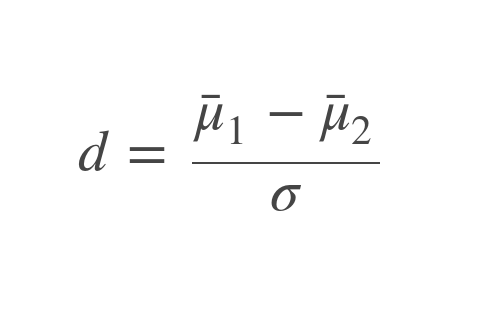 d = (μ̄₁ − μ̄₂) / σ